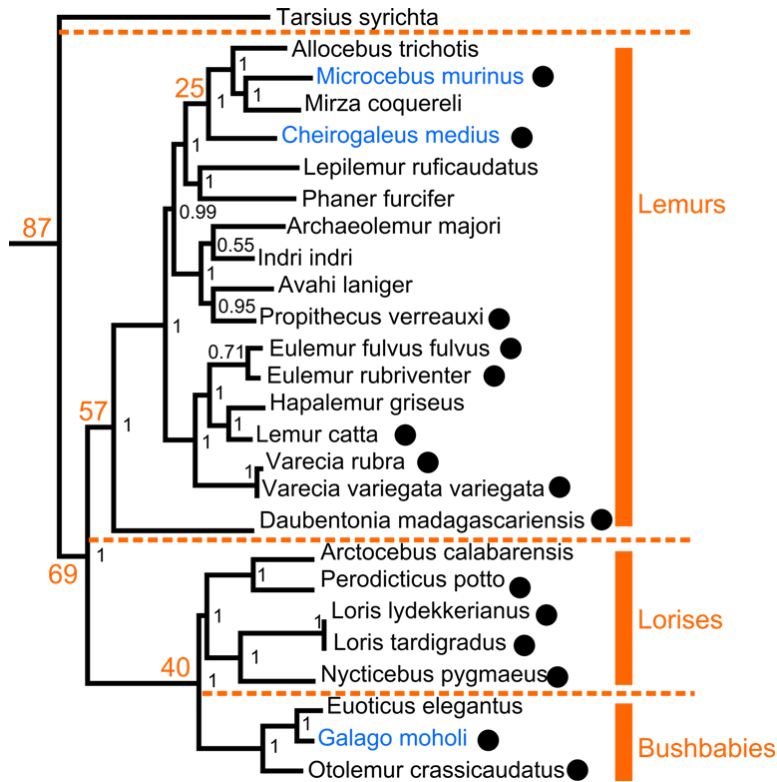 Tarsius syrichta
Allocebus trichotis
1
Microcebus murinus
25
1
1
Mirza coquereli
Cheirogaleus medius
1
Lepilemur ruficaudatus
1
Phaner furcifer
0.99
Lemurs
87
Archaeolemur majori
0.55
Indri indri
1
Avahi laniger
0.95
Propithecus verreauxi
1
0.71
Eulemur fulvus fulvus
Eulemur rubriventer
1
Hapalemur griseus
57
1
1
Lemur catta
1
Varecia rubra
1
Varecia variegata variegata
Daubentonia madagascariensis
1
69
Arctocebus calabarensis
1
Perodicticus potto
1
Loris lydekkerianus
1
Lorises
Loris tardigradus
1
40
1
Nycticebus pygmaeus
Euoticus elegantus
1
Galago moholi
1
Bushbabies
Otolemur crassicaudatus